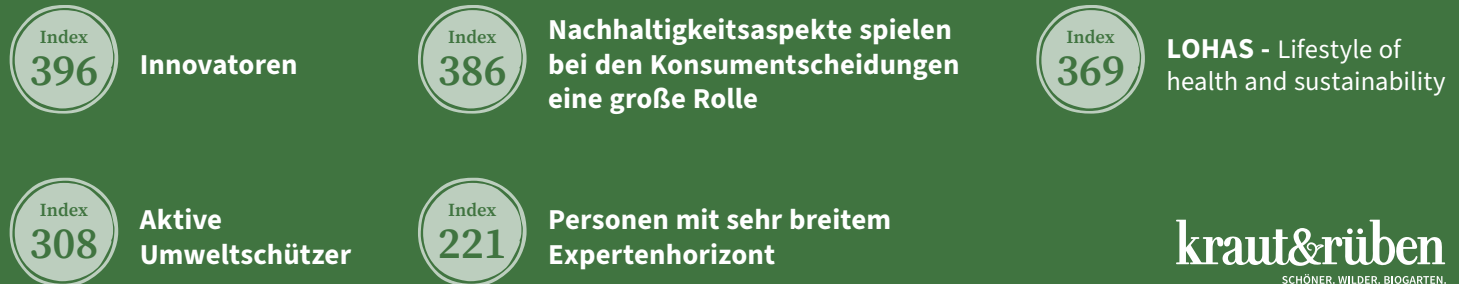 Index
396
Innovatoren
Index
386
Nachhaltigkeitsaspekte spielen
bei den Konsumentscheidungen
eine große Rolle
Index
369
LOHAS - Lifestyle of
health and sustainability
Index
308
Aktive
Umweltschützer
Index
221
Personen mit sehr breitem
Expertenhorizont
kraut&rüben
SCHÖNER. WILDER. BIOGARTEN.